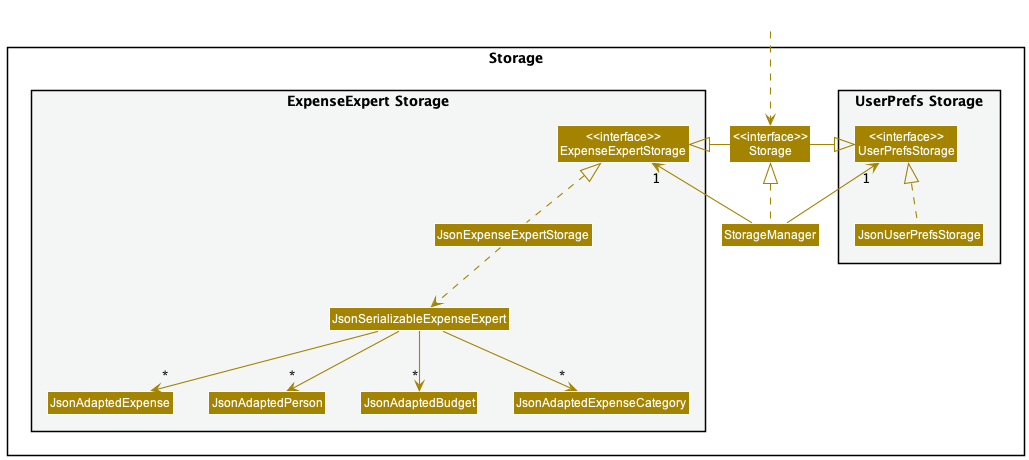 Storage
ExpenseExpert Storage
UserPrefs Storage
<<interface>>
ExpenseExpertStorage
<<interface>>
Storage
<<interface>>
UserPrefsStorage
1
1
JsonExpenseExpertStorage
StorageManager
JsonUserPrefsStorage
JsonSerializableExpenseExpert
*
*
*
*
JsonAdaptedExpense
JsonAdaptedPerson
JsonAdaptedBudget
JsonAdaptedExpenseCategory